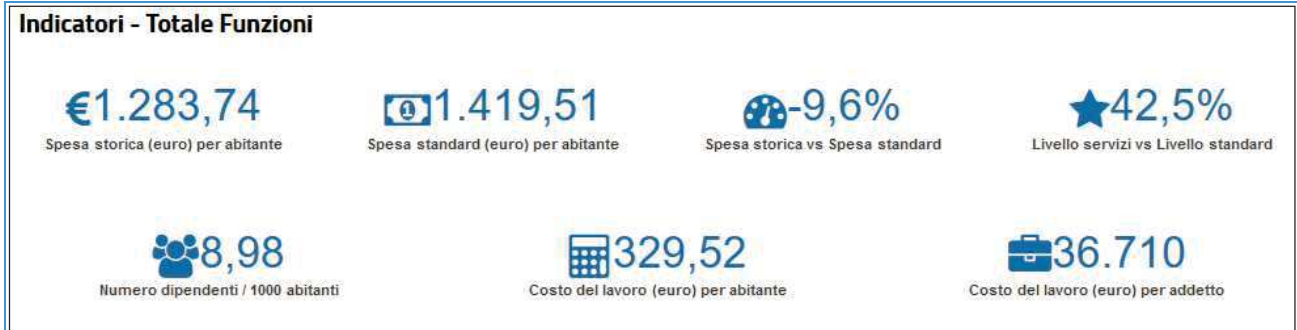 Indicatori - Totale Funzioni
€1.283,74
1.419,51
-9,6%
42,5%
Spesa storica (euro) per abitante
Spesa standard (euro) per abitante
Spesa storica vs Spesa standard
Livello servizi vs Livello standard
8,98
329,52
36.710
Numero dipendenti / 1000 abitanti
Costo del lavoro (euro) per abitante
Costo del lavoro (euro) per addetto